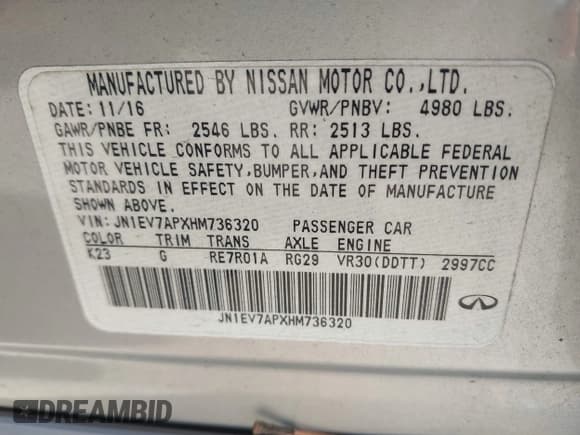 MANUFACTURED BY NISSAN MOTOR CO.,LTD.
DATE: 11/16 GVWR/PNBV: 4980 LBS.
GAWR/PNBE FR: 2546 LBS. RR: 2513 LBS.
THIS VEHICLE CONFORMS TO ALL APPLICABLE FEDERAL
MOTOR VEHICLE SAFETY,BUMPER,AND THEFT PREVENTION
STANDARDS IN EFFECT ON THE DATE OF MANUFACTURE
SHOWN ABOVE.
VIN: JN1EV7APXHM736320 PASSENGER CAR
COLOR TRIM TRANS AXLE ENGINE
K23 G RE7R01A RG29 VR30(DDTT) 2997CC
JN1EV7APXHM736320
DREAMBID